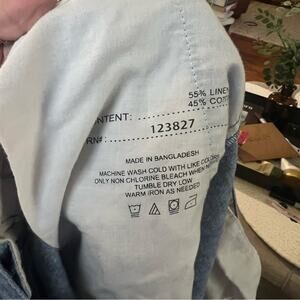 55% LINEN
45% COTT
NTENT:
RN#: 123827
MADE IN BANGLADESH
MACHINE WASH COLD WITH LIKE COLORS
ONLY NON CHLORINE BLEACH WHEN N
TUMBLE DRY LOW
WARM IRON AS NEEDED